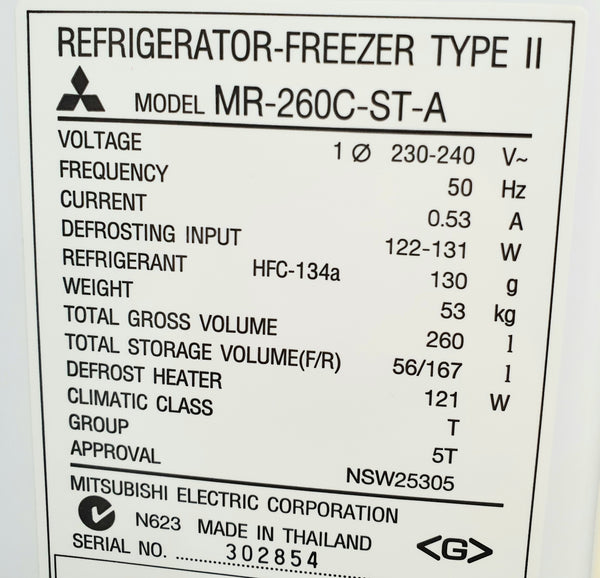 REFRIGERATOR-FREEZER TYPE II
MODEL MR-260C-ST-A
VOLTAGE 1 Ø 230-240 V~
FREQUENCY 50 Hz
CURRENT 0.53 A
DEFROSTING INPUT 122-131 W
REFRIGERANT HFC-134a 130 g
WEIGHT 53 kg
TOTAL GROSS VOLUME 260 l
TOTAL STORAGE VOLUME(F/R) 56/167 l
DEFROST HEATER 121 W
CLIMATIC CLASS T
GROUP 5T
APPROVAL NSW25305
MITSUBISHI ELECTRIC CORPORATION
N623 MADE IN THAILAND <G>
SERIAL NO. 302854